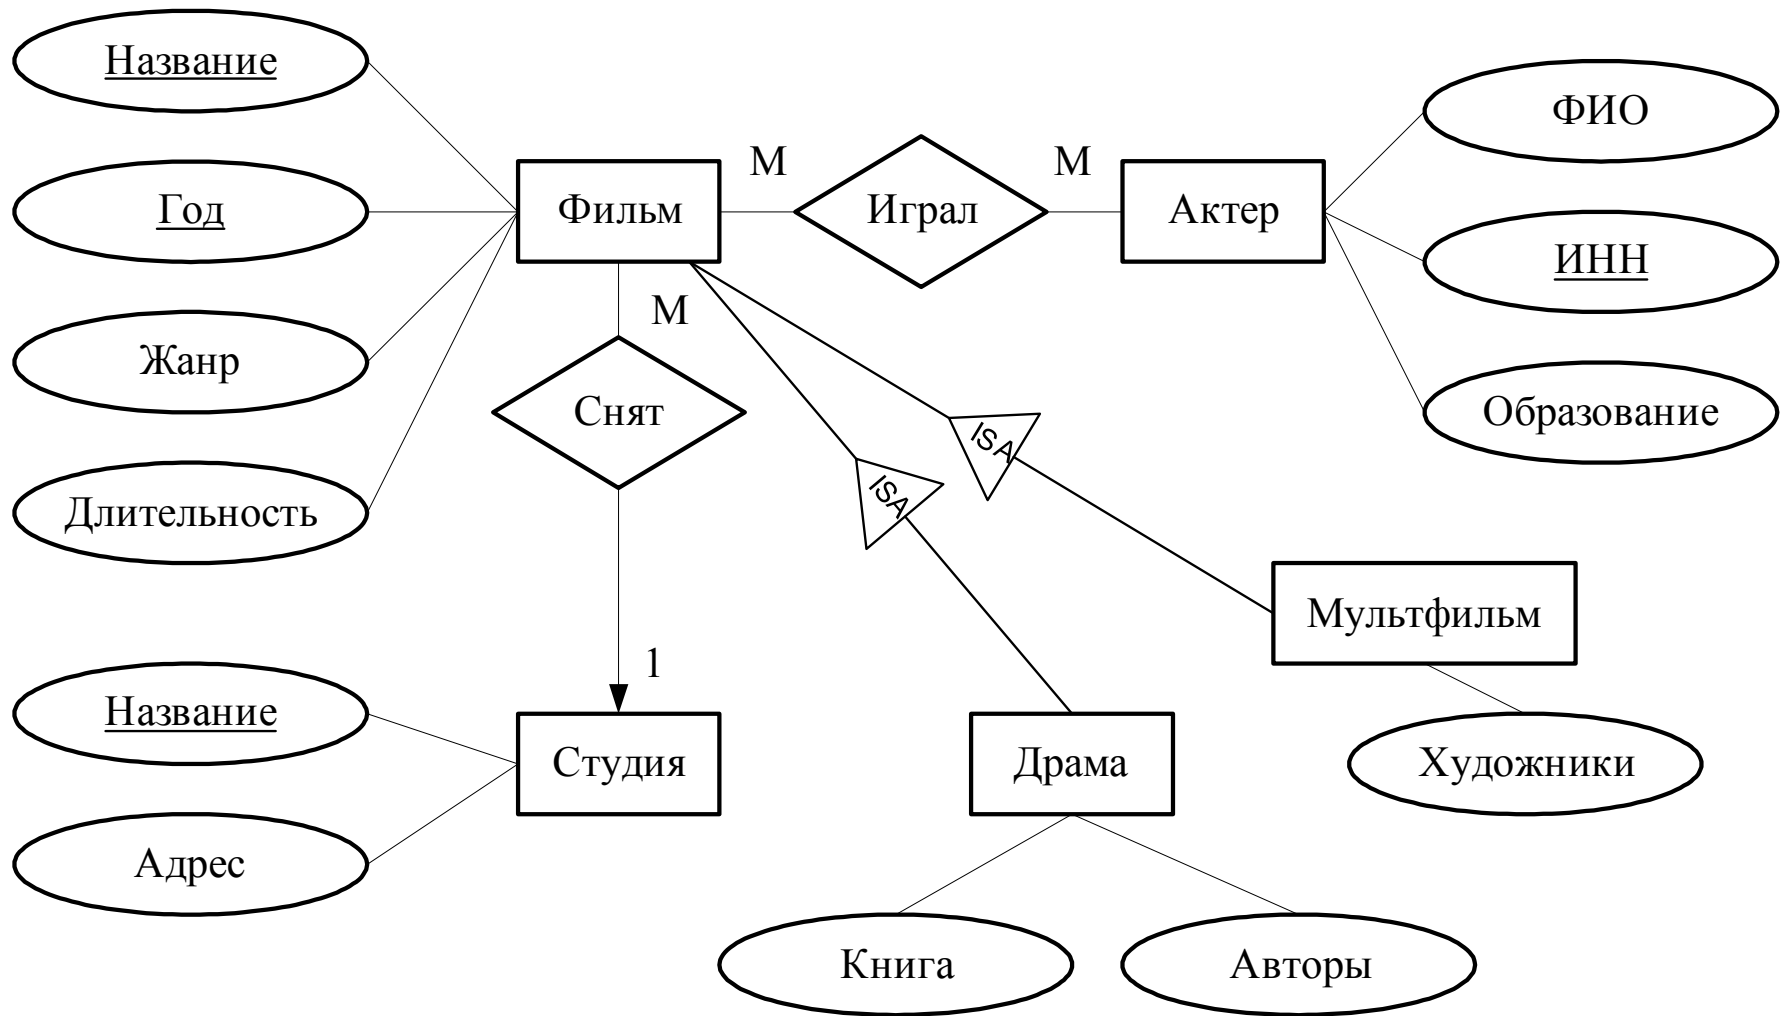 Название
ФИО
М
М
Год
Фильм
Играл
Актер
ИНН
М
Жанр
Снят
ISA
Образование
ISA
Длительность
Мультфильм
1
Название
Студия
Драма
Художники
Адрес
Книга
Авторы